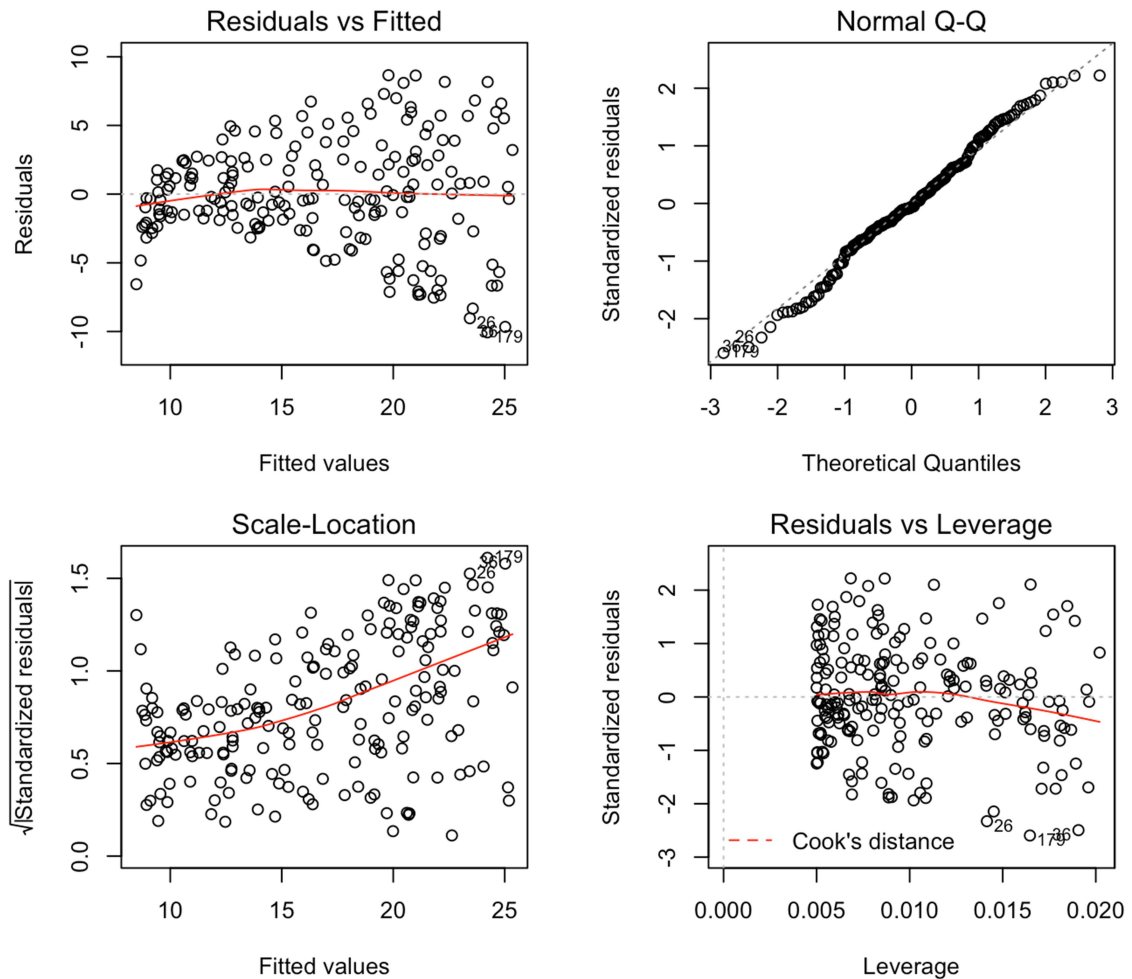 Residuals vs Fitted
Residuals
10
5
0
-5
-10
26
36
179
10 15 20 25
Fitted values
Normal Q-Q
Standardized residuals
2
1
0
-1
-2
26
36
179
-3 -2 -1 0 1 2 3
Theoretical Quantiles
Scale-Location
√|Standardized residuals|
1.5
1.0
0.5
0.0
179
36
26
10 15 20 25
Fitted values
Residuals vs Leverage
Standardized residuals
2
1
0
-1
-2
-3
26
179
36
Cook's distance
0.000 0.005 0.010 0.015 0.020
Leverage